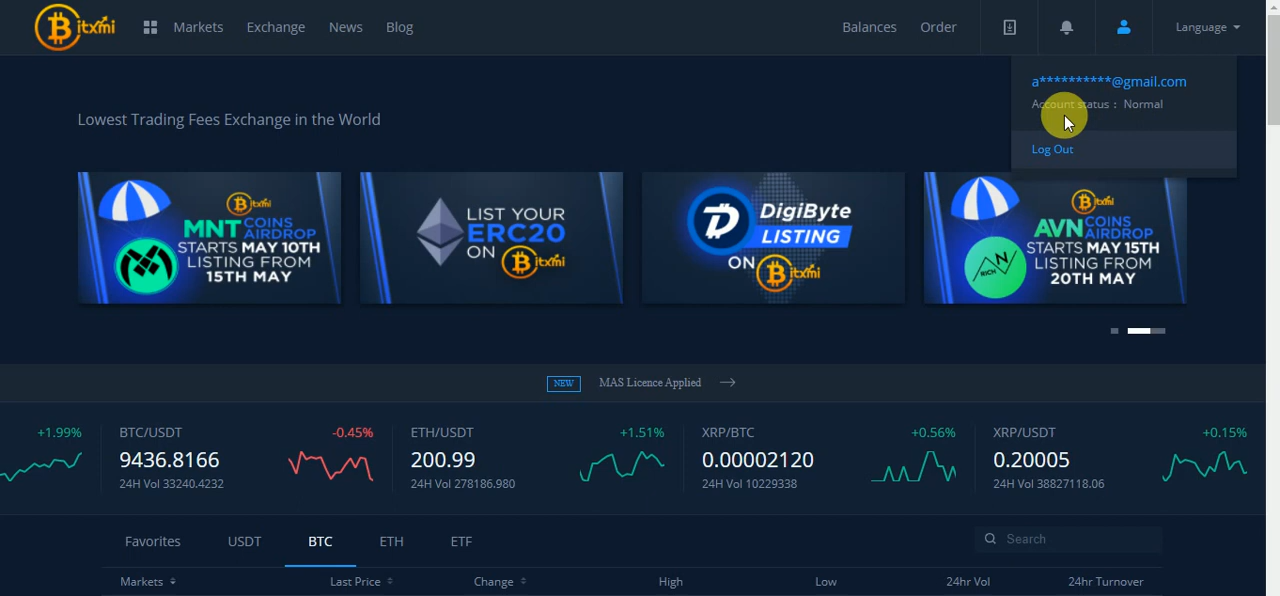 Bitxmi
Markets
Exchange
News
Blog
Balances
Order
Language
a**********@gmail.com
Account status : Normal
Log Out
Lowest Trading Fees Exchange in the World
Bitxmi
MNT COINS
AIRDROP
STARTS MAY 10TH
LISTING FROM
15TH MAY
LIST YOUR
ERC20
ON Bitxmi
DigiByte
LISTING
ON Bitxmi
Bitxmi
AVN COINS
AIRDROP
STARTS MAY 15TH
LISTING FROM
20TH MAY
RICH N
NEW MAS Licence Applied
+1.99%
BTC/USDT -0.45%
9436.8166
24H Vol 33240.4232
ETH/USDT +1.51%
200.99
24H Vol 278186.980
XRP/BTC +0.56%
0.00002120
24H Vol 10229338
XRP/USDT +0.15%
0.20005
24H Vol 38827118.06
Favorites USDT BTC ETH ETF
Search
Markets Last Price Change High Low 24hr Vol 24hr Turnover